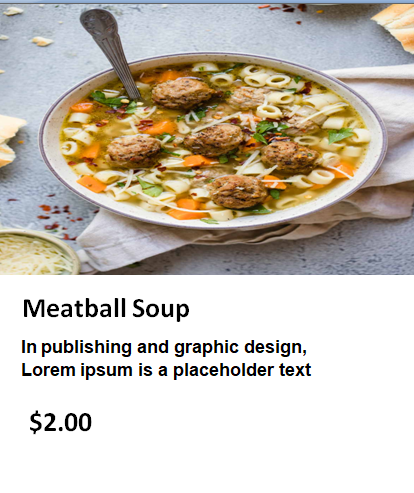 Meatball Soup
In publishing and graphic design,
Lorem ipsum is a placeholder text
$2.00